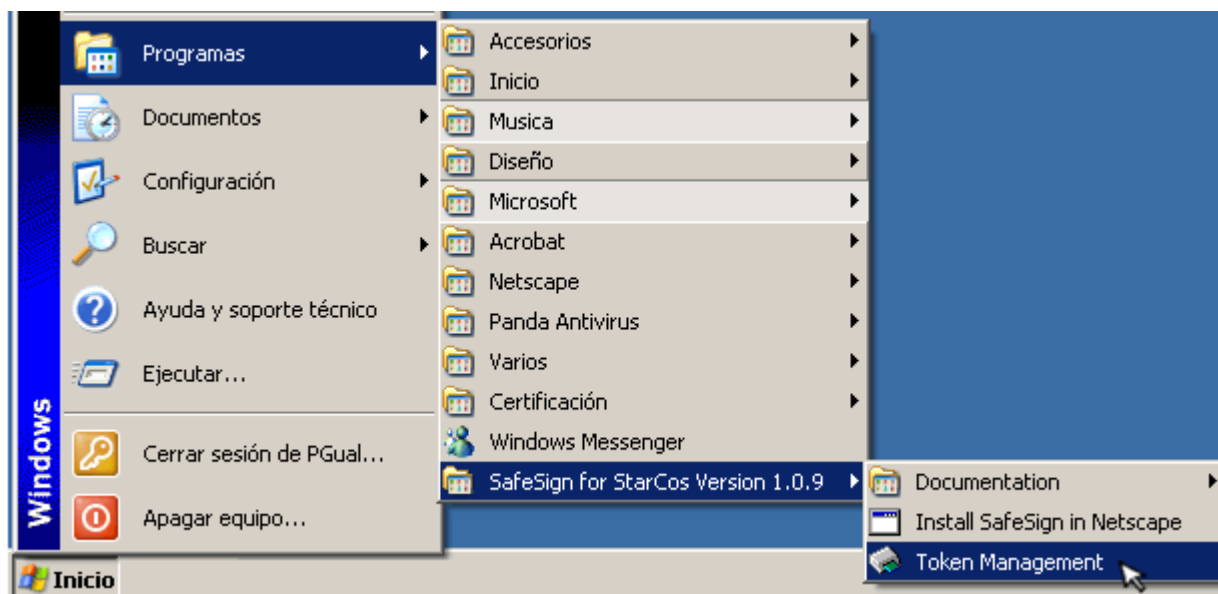 Programas
Documentos
Configuración
Buscar
Ayuda y soporte técnico
Ejecutar...
Cerrar sesión de PGual...
Apagar equipo...
Windows
Inicio
Accesorios
Inicio
Musica
Diseño
Microsoft
Acrobat
Netscape
Panda Antivirus
Varios
Certificación
Windows Messenger
SafeSign for StarCos Version 1.0.9
Documentation
Install SafeSign in Netscape
Token Management